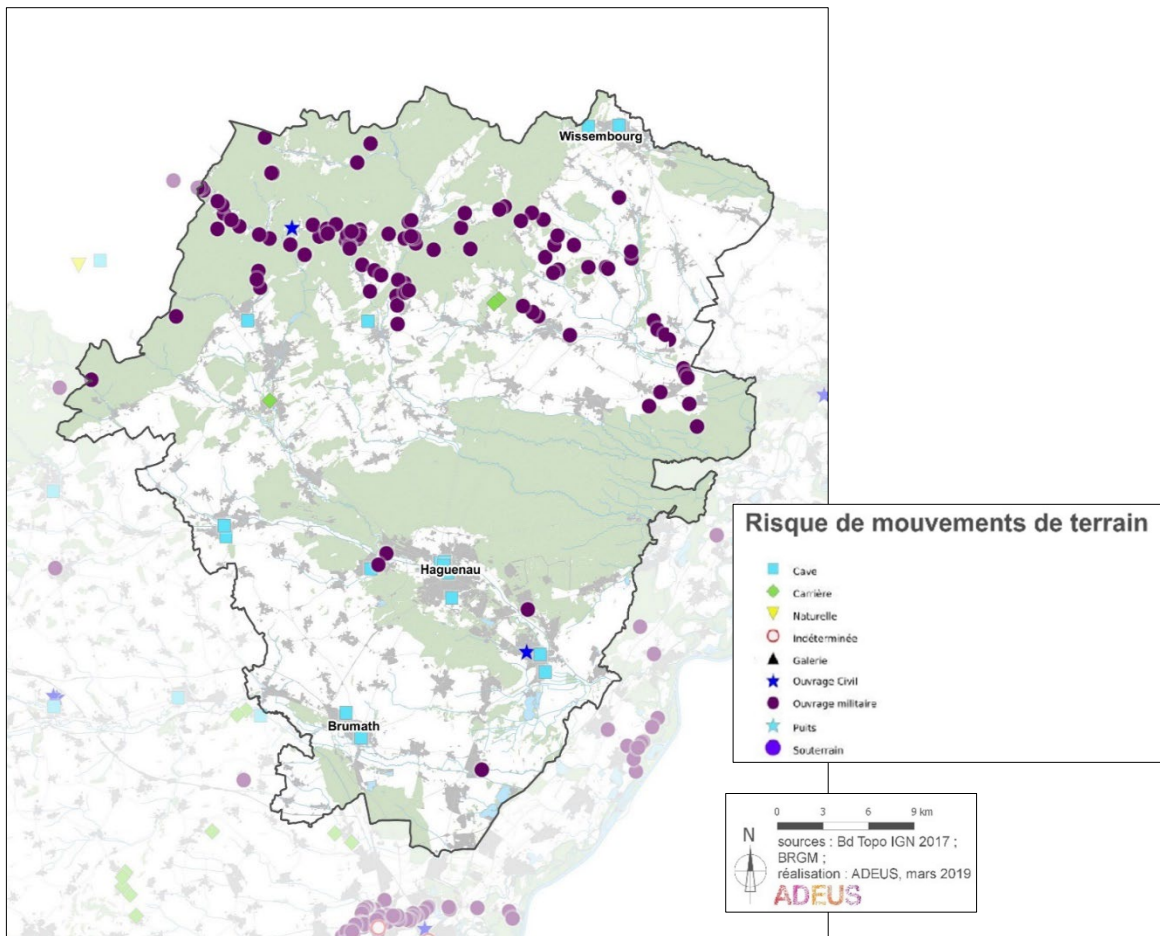 Wissembourg
Haguenau
Brumath
Risque de mouvements de terrain
Cave
Carrière
Naturelle
Indéterminée
Galerie
Ouvrage Civil
Ouvrage militaire
Puits
Souterrain
0 3 6 9 km
N
sources : Bd Topo IGN 2017 ;
BRGM ;
réalisation : ADEUS, mars 2019
ADEUS